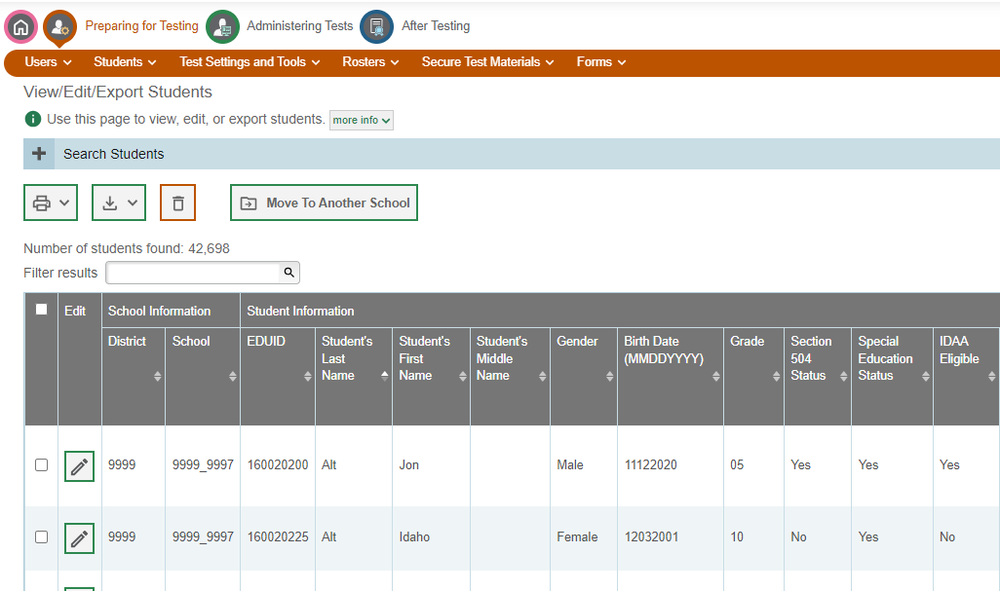 Preparing for Testing Administering Tests After Testing
Users Students Test Settings and Tools Rosters Secure Test Materials Forms
View/Edit/Export Students
Use this page to view, edit, or export students. more info
Search Students
Move To Another School
Number of students found: 42,698
Filter results
Edit School Information Student Information
District School EDUID Student's Last Name Student's First Name Student's Middle Name Gender Birth Date (MMDDYYYY) Grade Section 504 Status Special Education Status IDAA Eligible
9999 9999_9997 160020200 Alt Jon Male 11122020 05 Yes Yes Yes
9999 9999_9997 160020225 Alt Idaho Female 12032001 10 No Yes No